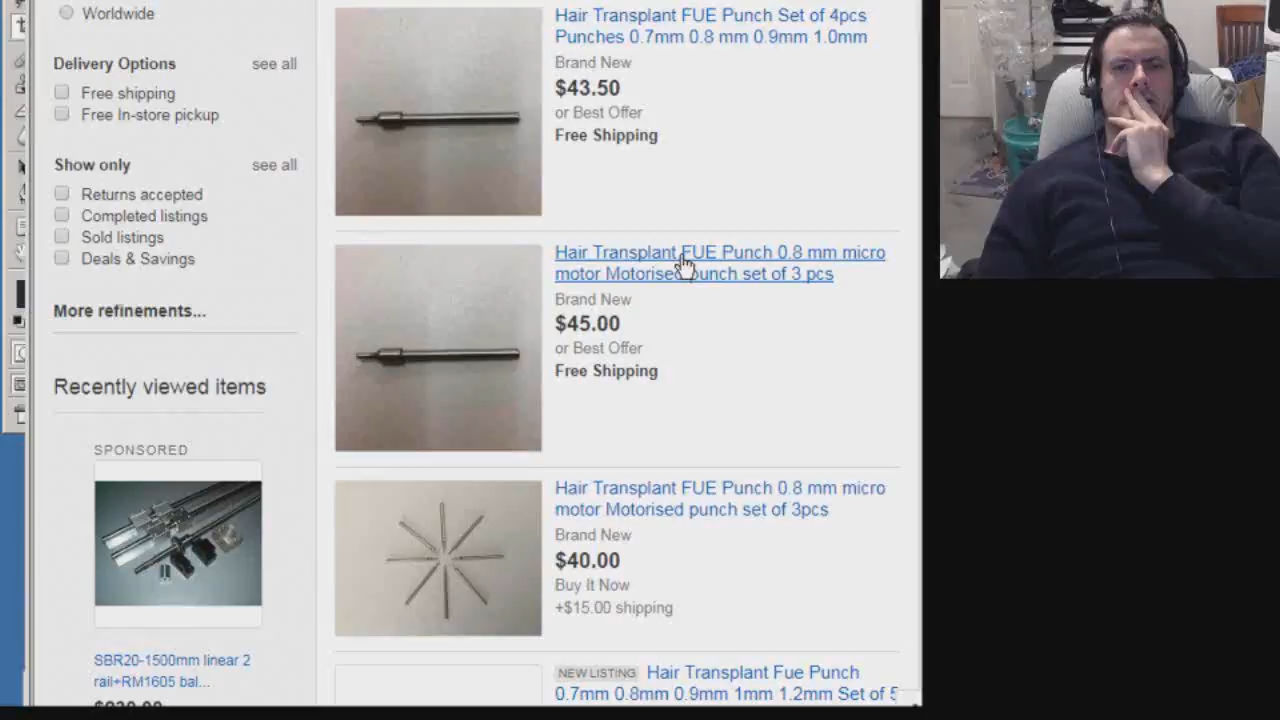 Worldwide
Delivery Options see all
Free shipping
Free In-store pickup
Show only see all
Returns accepted
Completed listings
Sold listings
Deals & Savings
More refinements...
Recently viewed items
SPONSORED
SBR20-1500mm linear 2
rail+RM1605 bal...
Hair Transplant FUE Punch Set of 4pcs
Punches 0.7mm 0.8 mm 0.9mm 1.0mm
Brand New
$43.50
or Best Offer
Free Shipping
Hair Transplant FUE Punch 0.8 mm micro
motor Motorised punch set of 3 pcs
Brand New
$45.00
or Best Offer
Free Shipping
Hair Transplant FUE Punch 0.8 mm micro
motor Motorised punch set of 3pcs
Brand New
$40.00
Buy It Now
+$15.00 shipping
NEW LISTING Hair Transplant Fue Punch
0.7mm 0.8mm 0.9mm 1mm 1.2mm Set of 5